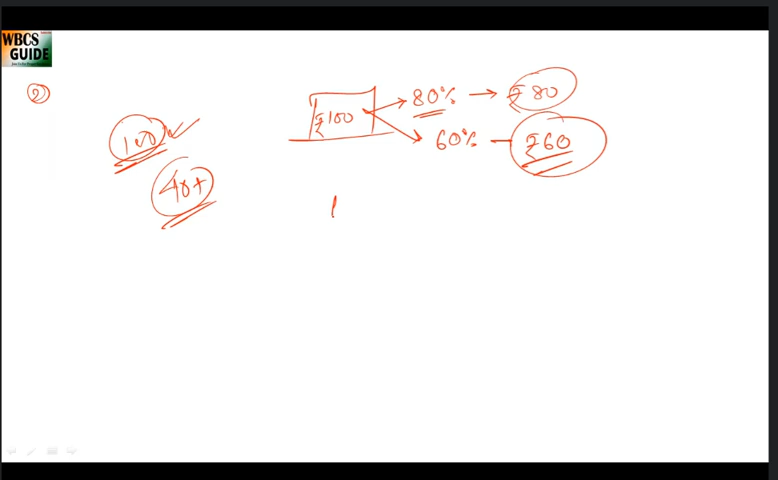 WBCS
GUIDE
②
₹100
80% → ₹80
60% — ₹60
100 ✓
40+